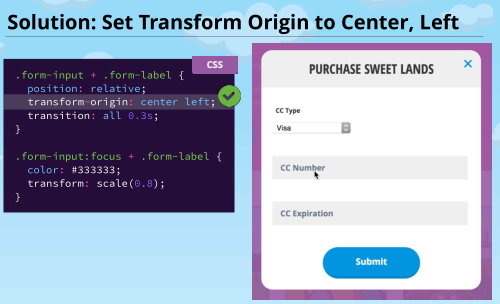 Solution: Set Transform Origin to Center, Left
CSS
.form-input + .form-label {
position: relative;
transform-origin: center left;
transition: all 0.3s;
}
.form-input:focus + .form-label {
color: #333333;
transform: scale(0.8);
}
×
PURCHASE SWEET LANDS
CC Type
Visa
CC Number
CC Expiration
Submit